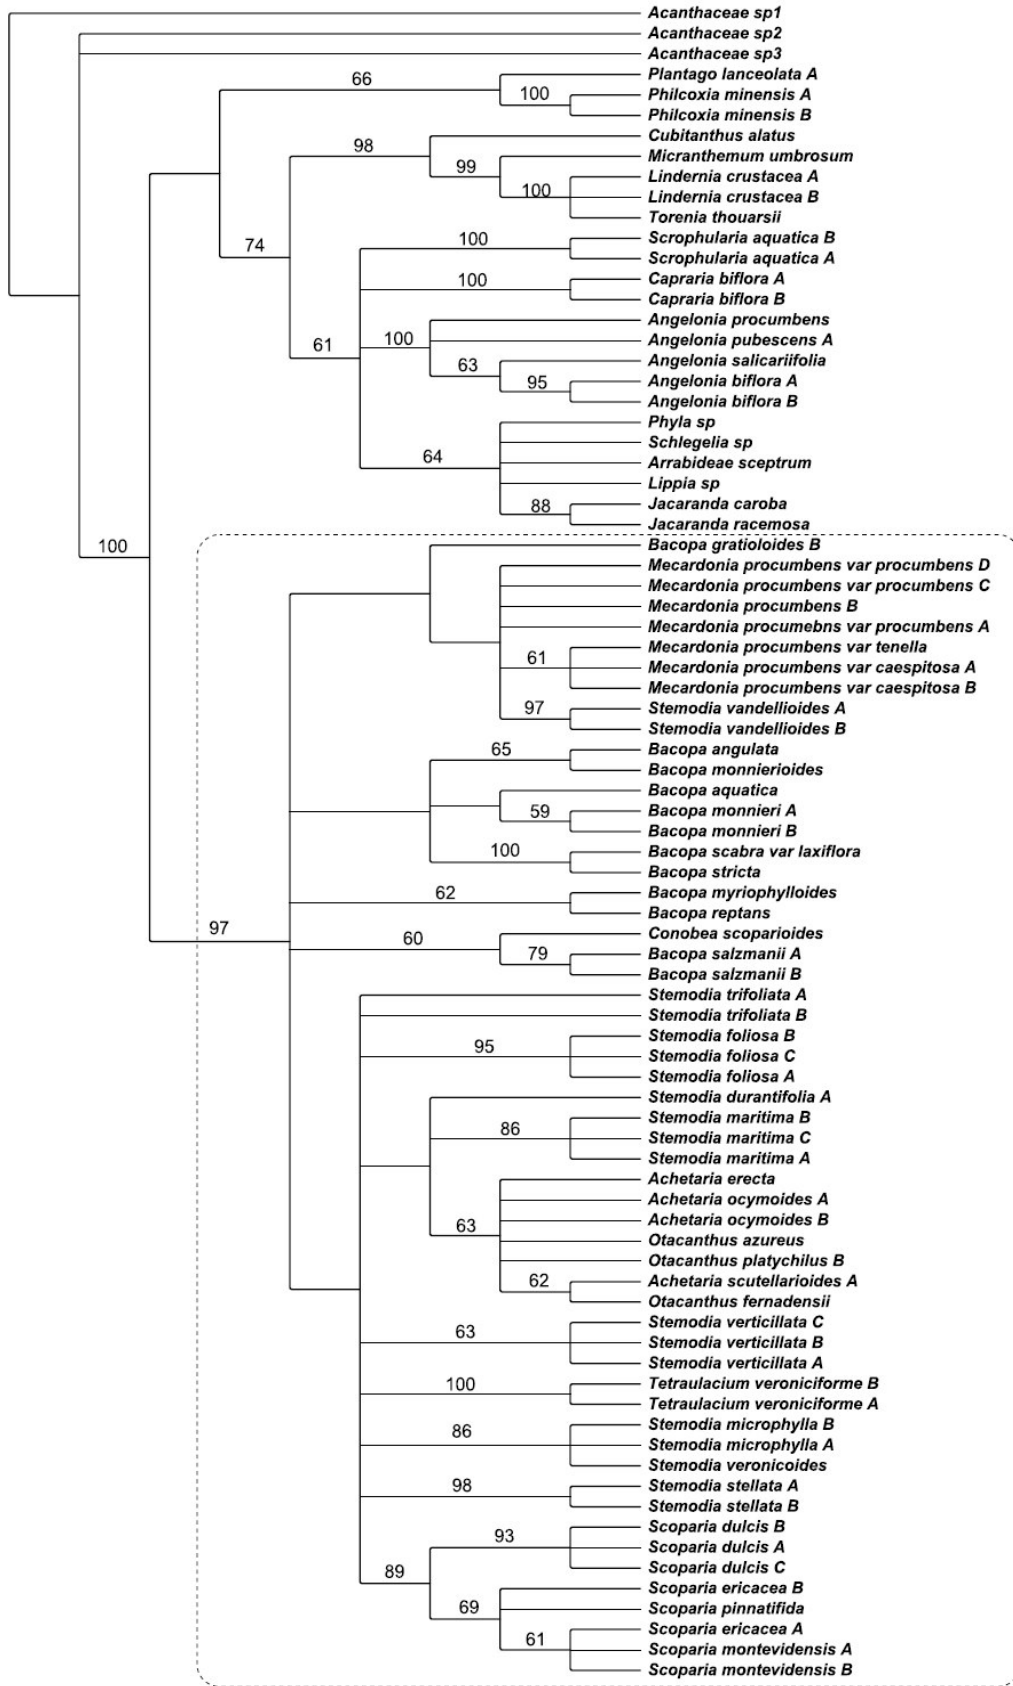 Acanthaceae sp1
Acanthaceae sp2
Acanthaceae sp3
66 Plantago lanceolata A
100 Philcoxia minensis A
Philcoxia minensis B
98 Cubitanthus alatus
99 Micranthemum umbrosum
Lindernia crustacea A
100 Lindernia crustacea B
Torenia thouarsii
74 100 Scrophularia aquatica B
Scrophularia aquatica A
100 Capraria biflora A
Capraria biflora B
Angelonia procumbens
61 100 Angelonia pubescens A
63 Angelonia salicariifolia
95 Angelonia biflora A
Angelonia biflora B
Phyla sp
64 Schlegelia sp
Arrabideae sceptrum
Lippia sp
88 Jacaranda caroba
Jacaranda racemosa
100 Bacopa gratioloides B
Mecardonia procumbens var procumbens D
Mecardonia procumbens var procumbens C
Mecardonia procumbens B
Mecardonia procumebns var procumbens A
Mecardonia procumbens var tenella
61 Mecardonia procumbens var caespitosa A
Mecardonia procumbens var caespitosa B
97 Stemodia vandellioides A
Stemodia vandellioides B
65 Bacopa angulata
Bacopa monnierioides
Bacopa aquatica
59 Bacopa monnieri A
Bacopa monnieri B
100 Bacopa scabra var laxiflora
Bacopa stricta
62 Bacopa myriophylloides
Bacopa reptans
97 60 Conobea scoparioides
79 Bacopa salzmanii A
Bacopa salzmanii B
Stemodia trifoliata A
Stemodia trifoliata B
Stemodia foliosa B
95 Stemodia foliosa C
Stemodia foliosa A
Stemodia durantifolia A
Stemodia maritima B
86 Stemodia maritima C
Stemodia maritima A
Achetaria erecta
Achetaria ocymoides A
63 Achetaria ocymoides B
Otacanthus azureus
Otacanthus platychilus B
62 Achetaria scutellarioides A
Otacanthus fernadensii
Stemodia verticillata C
63 Stemodia verticillata B
Stemodia verticillata A
100 Tetraulacium veroniciforme B
Tetraulacium veroniciforme A
Stemodia microphylla B
86 Stemodia microphylla A
Stemodia veronicoides
98 Stemodia stellata A
Stemodia stellata B
Scoparia dulcis B
93 Scoparia dulcis A
89 Scoparia dulcis C
Scoparia ericacea B
69 Scoparia pinnatifida
Scoparia ericacea A
61 Scoparia montevidensis A
Scoparia montevidensis B